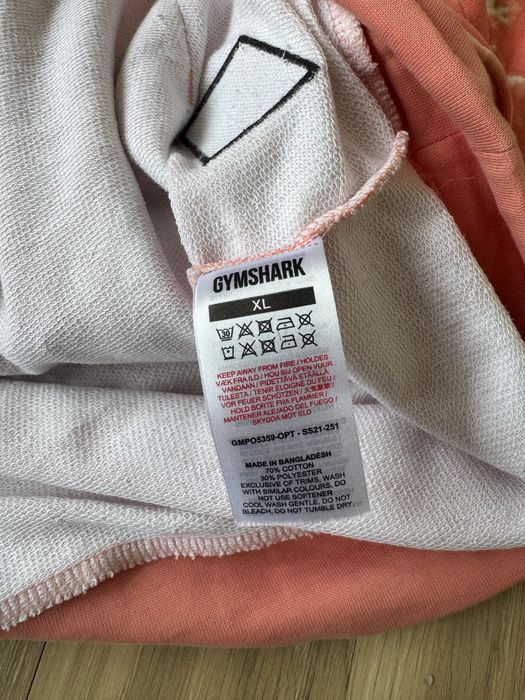 GYMSHARK
XL
30
KEEP AWAY FROM FIRE / HOLDES
VÆK FRA ILD / HOU BIJ OPEN VUUR
VANDAAN / PIDETTÄVÄ STÄÄLLÄ
TULESTA / TENIR ÉLOIGNÉ DU FEU /
VOR FEUER SCHÜTZEN /
HOLD BORTE FRA FLAMMER /
MANTENER ALEJADO DEL FUEGO /
SKYDDA MOT ELD
GMPO5359-OPT - SS21-251
MADE IN BANGLADESH
70% COTTON
30% POLYESTER
EXCLUSIVE OF TRIMS, WASH
WITH SIMILAR COLOURS, DO
NOT USE SOFTENER
COOL WASH GENTLE, DO NOT
BLEACH, DO NOT TUMBLE DRY,